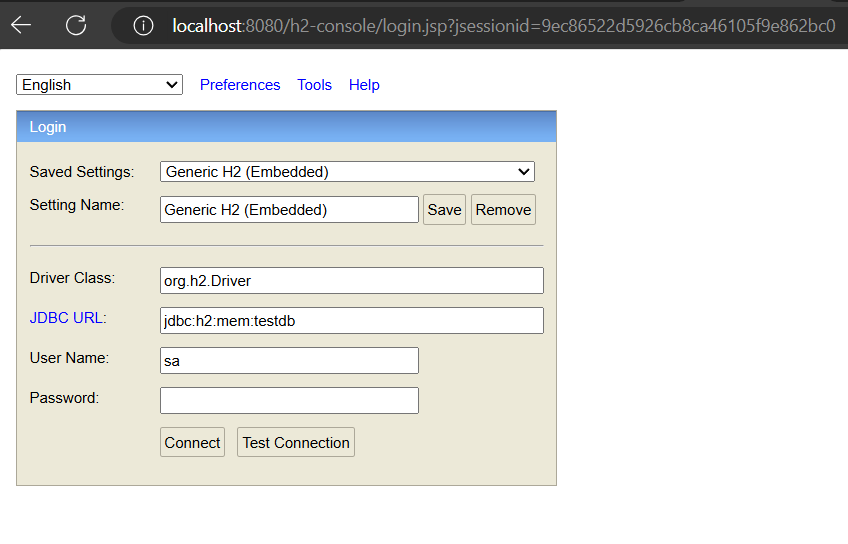 localhost:8080/h2-console/login.jsp?jsessionid=9ec86522d5926cb8ca46105f9e862bc0
English Preferences Tools Help
Login
Saved Settings: Generic H2 (Embedded)
Setting Name: Generic H2 (Embedded) Save Remove
Driver Class: org.h2.Driver
JDBC URL: jdbc:h2:mem:testdb
User Name: sa
Password:
Connect Test Connection